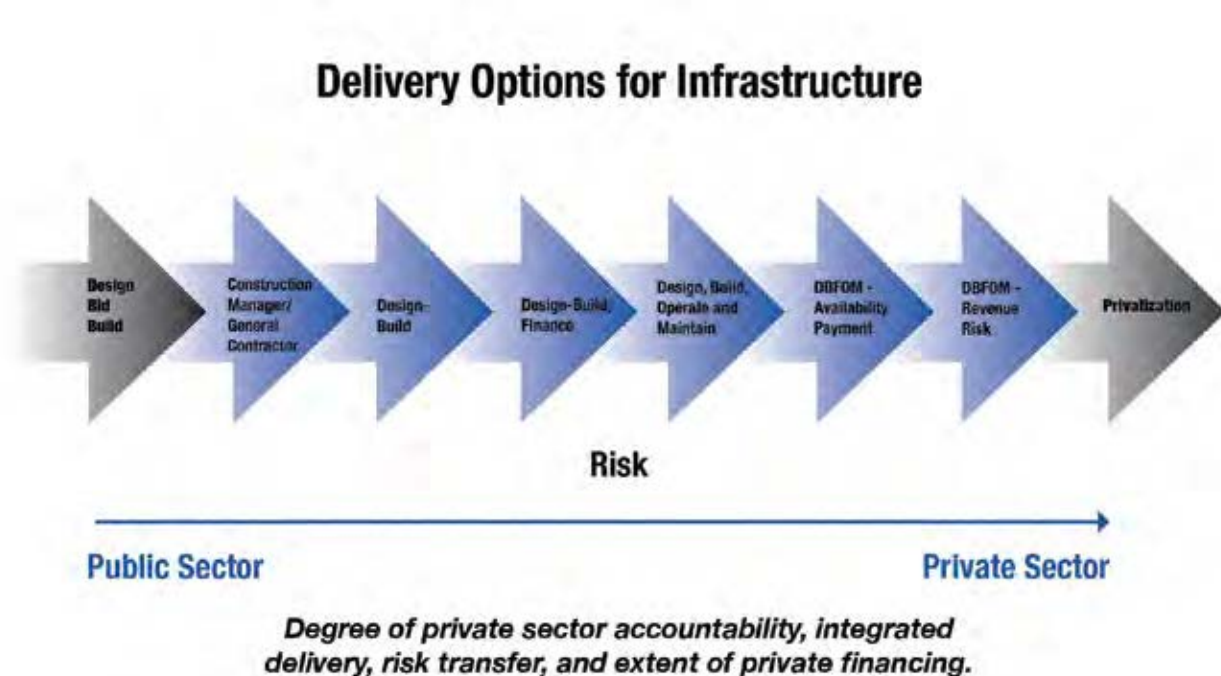 Delivery Options for Infrastructure
Design
Bid
Build
Construction
Manager/
General
Contractor
Design-
Build
Design-Build,
Finance
Design, Build,
Operate and
Maintain
DBFOM -
Availability
Payment
DBFOM -
Revenue
Risk
Privatization
Risk
Public Sector
Private Sector
Degree of private sector accountability, integrated
delivery, risk transfer, and extent of private financing.